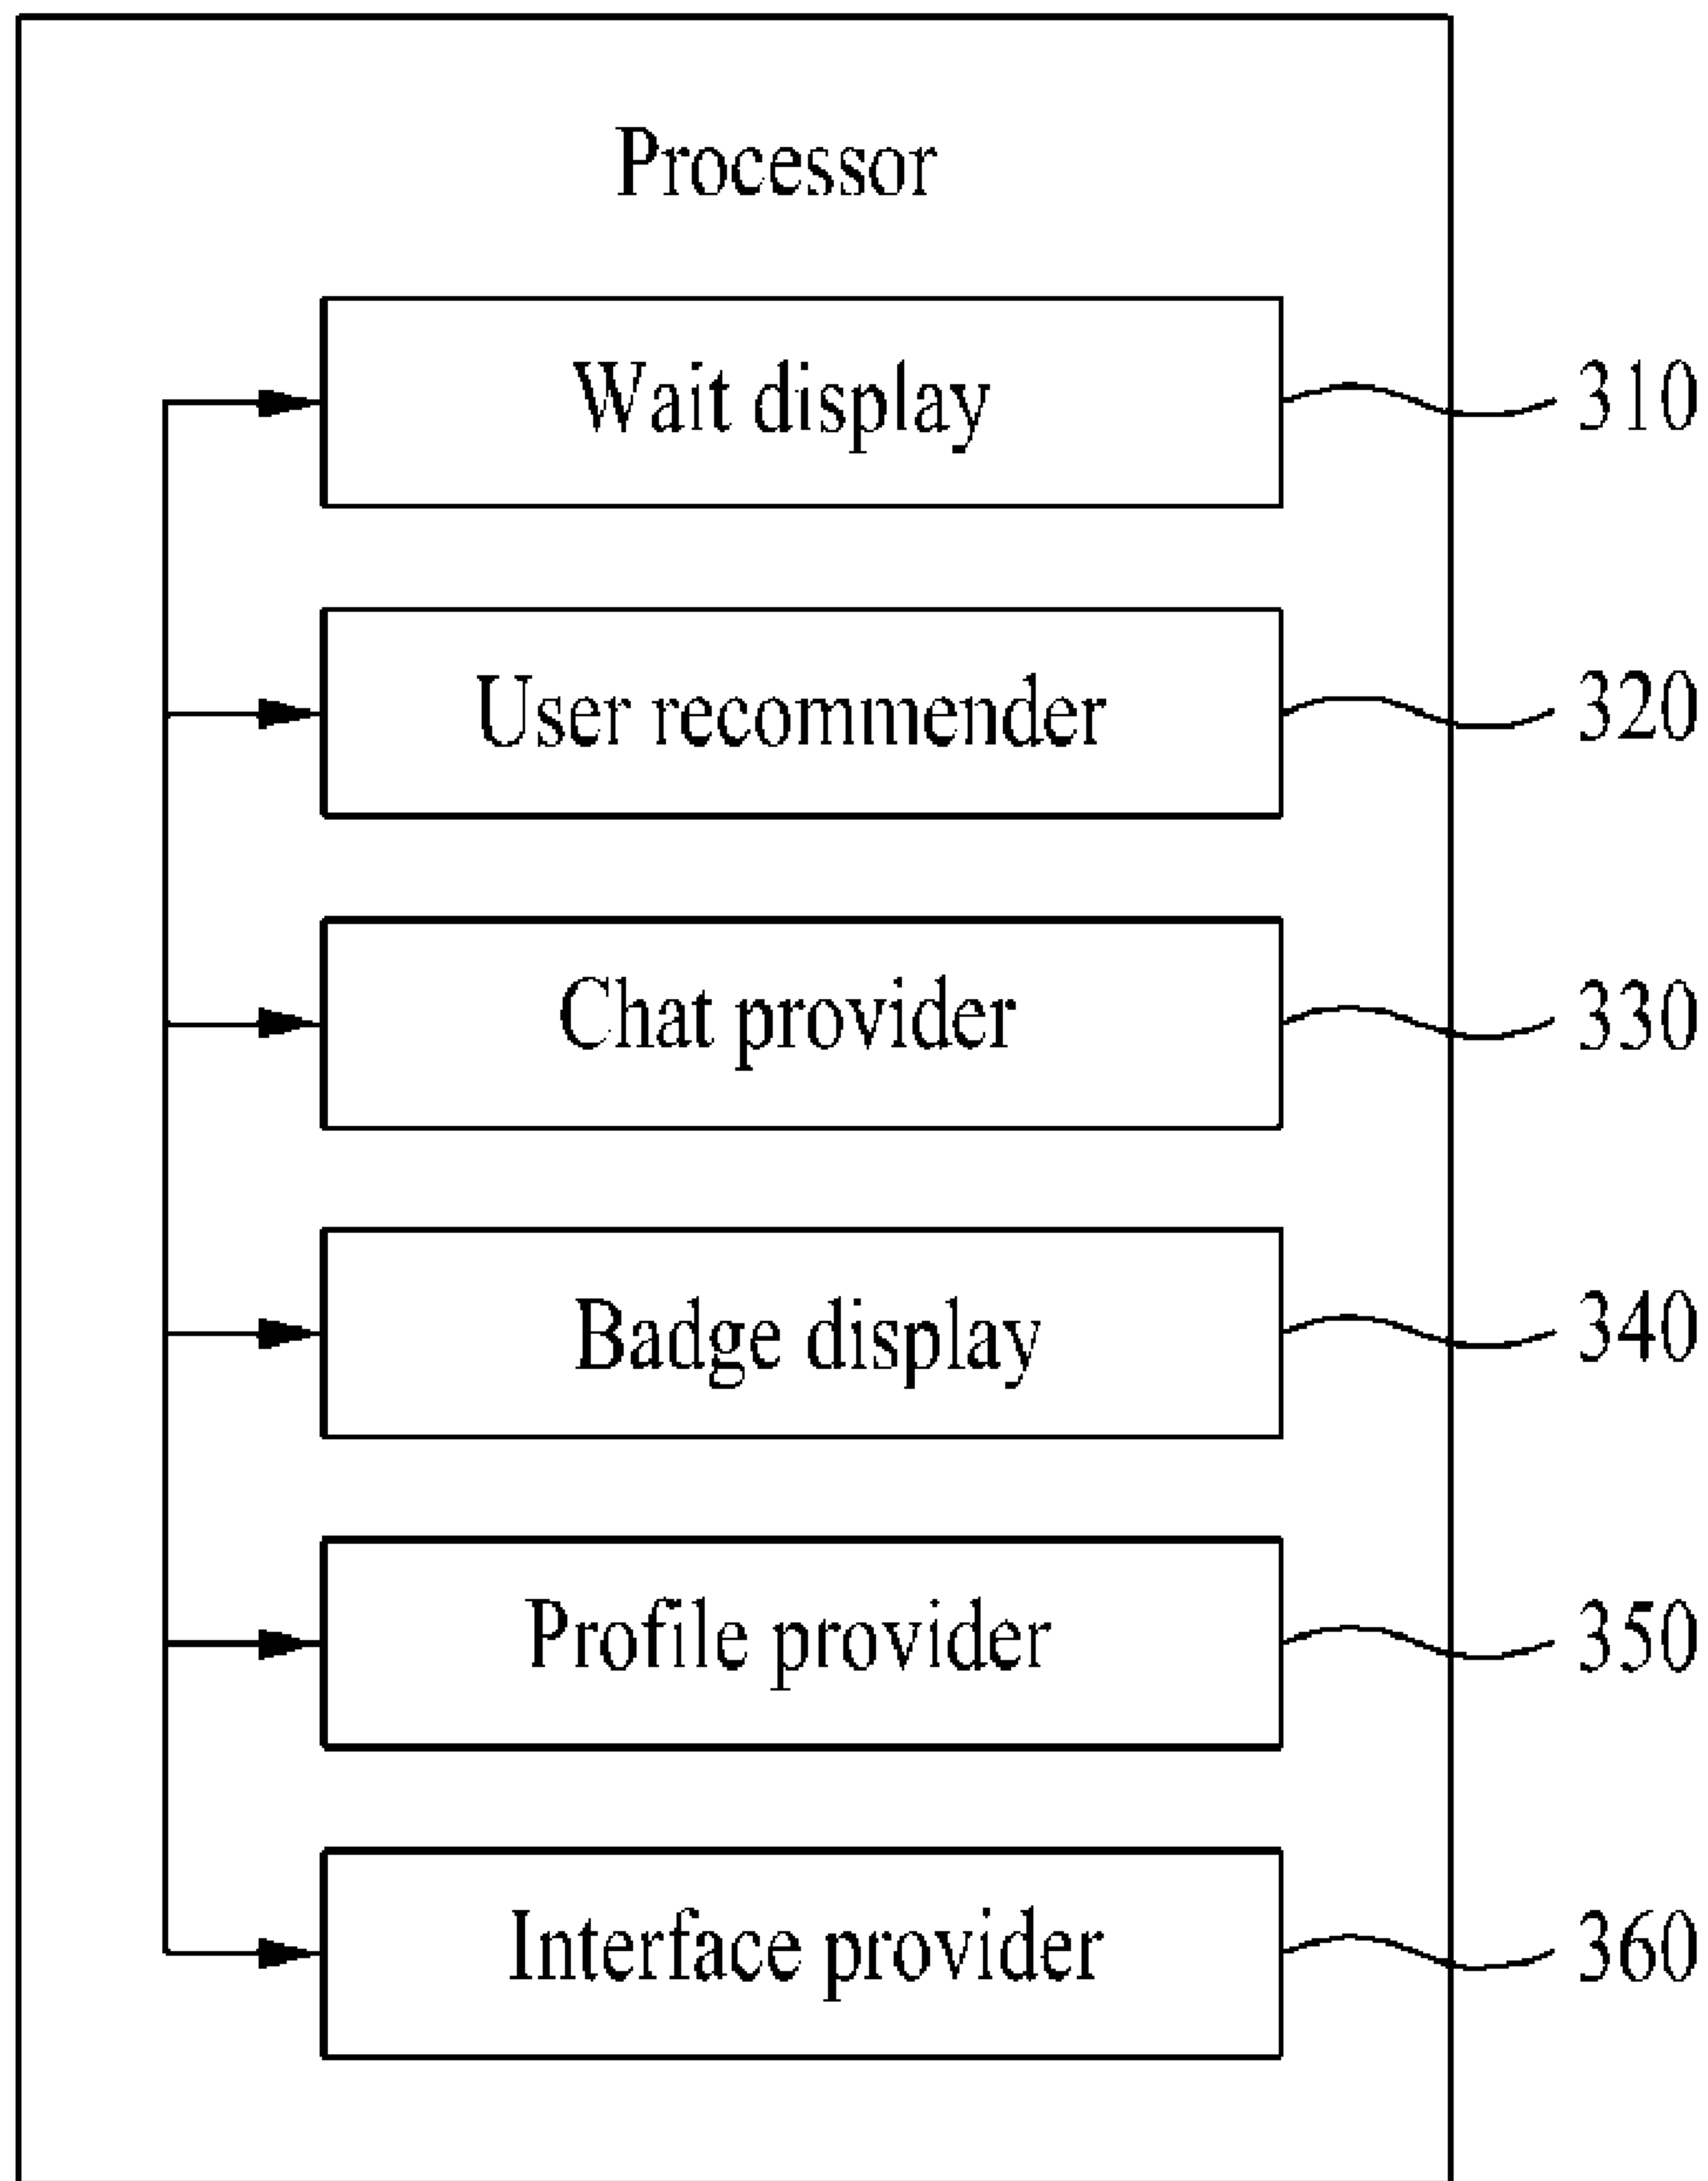 Processor
Wait display 310
User recommender 320
Chat provider 330
Badge display 340
Profile provider 350
Interface provider 360